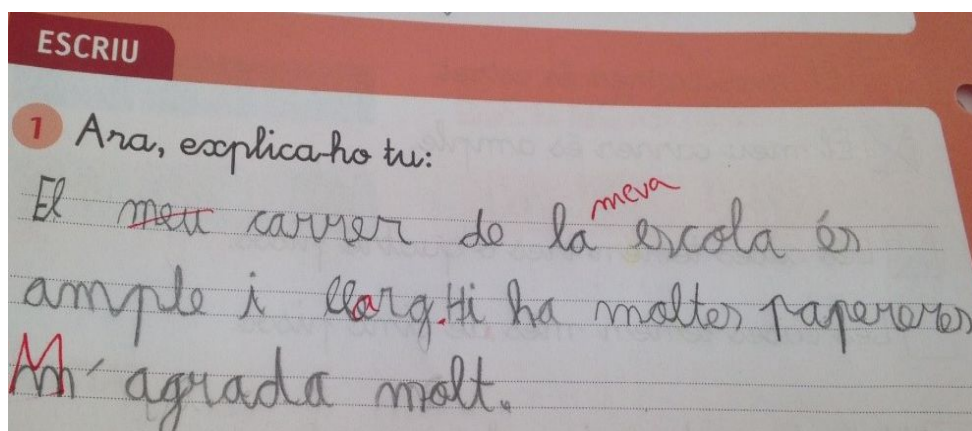 ESCRIU
1 Ara, explica-ho tu:
meva
El meu carrer de la escola és
ample i llarg. Hi ha moltes papereres
M'agrada molt.